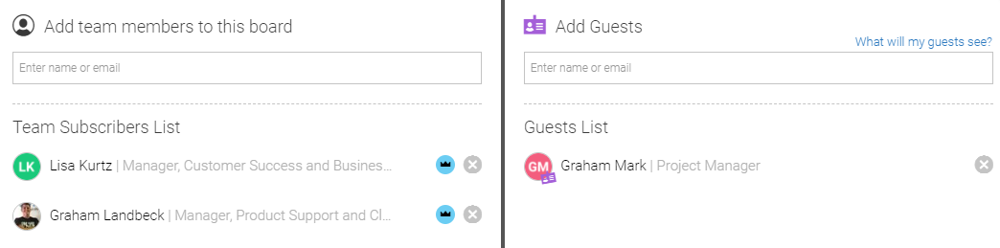 Add team members to this board
Enter name or email
Team Subscribers List
LK Lisa Kurtz | Manager, Customer Success and Busines...
Graham Landbeck | Manager, Product Support and Cl...
Add Guests
What will my guests see?
Enter name or email
Guests List
GM Graham Mark | Project Manager